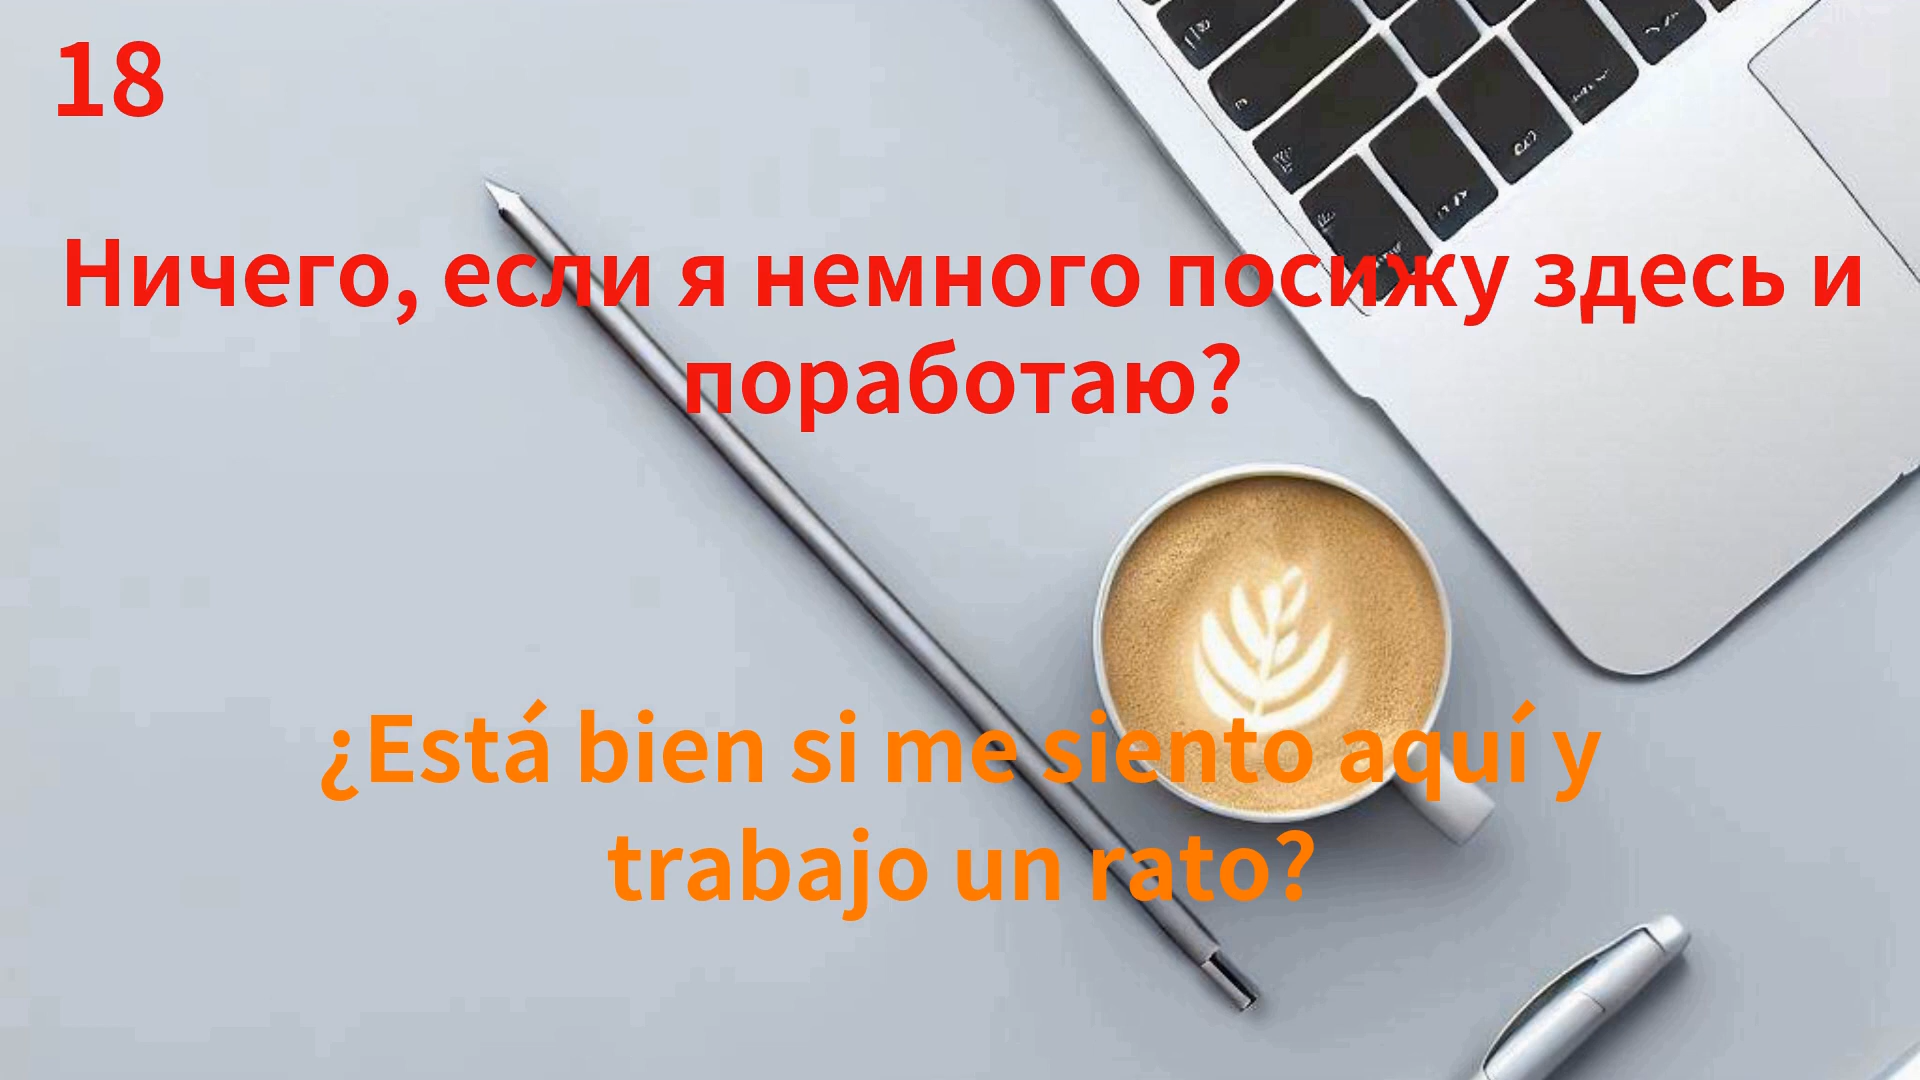 18
Ничего, если я немного посижу здесь и
поработаю?
¿Está bien si me siento aquí y
trabajo un rato?